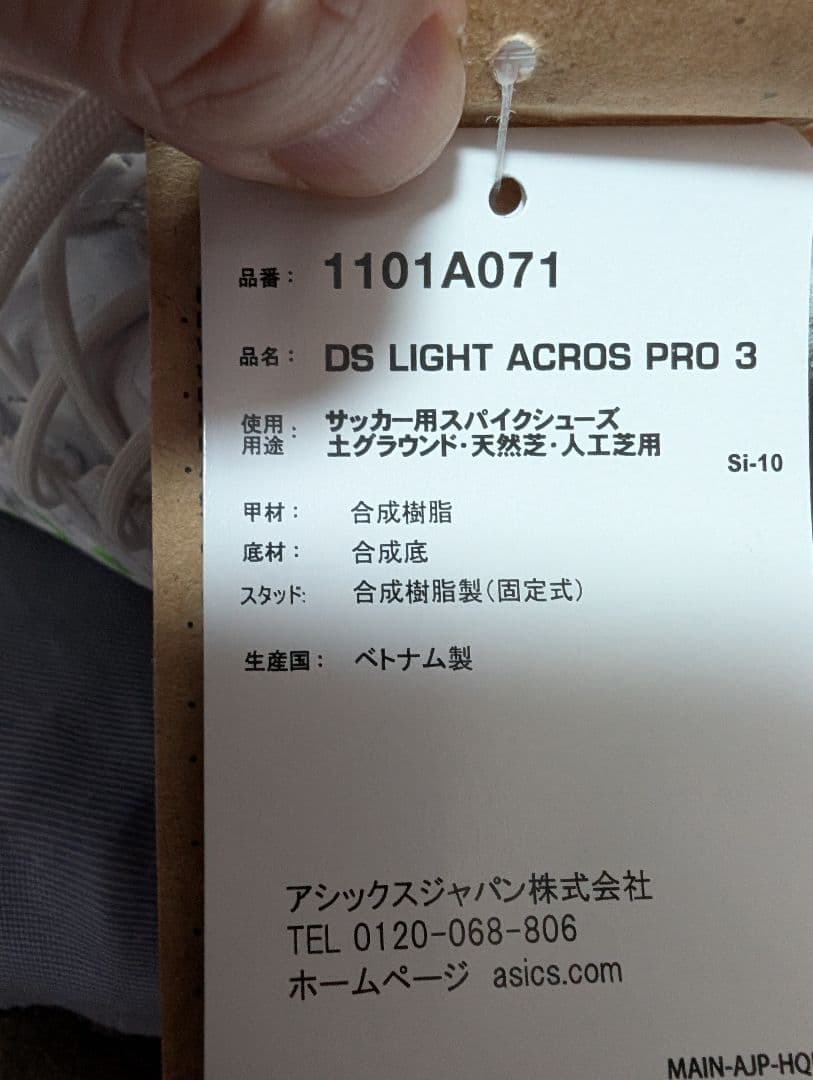 品番： 1101A071
品名： DS LIGHT ACROS PRO 3
使用用途： サッカー用スパイクシューズ
土グラウンド・天然芝・人工芝用
Si-10
甲材： 合成樹脂
底材： 合成底
スタッド: 合成樹脂製(固定式)
生産国： ベトナム製
アシックスジャパン株式会社
TEL 0120-068-806
ホームページ asics.com
MAIN-AJP-HQ